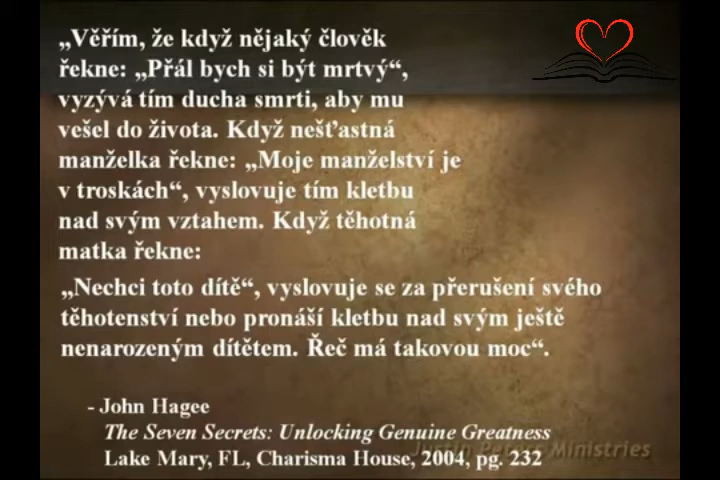 „Věřím, že když nějaký člověk
řekne: „Přál bych si být mrtvý“,
vyzývá tím ducha smrti, aby mu
vešel do života. Když nešťastná
manželka řekne: „Moje manželství je
v troskách“, vyslovuje tím kletbu
nad svým vztahem. Když těhotná
matka řekne:
„Nechci toto dítě“, vyslovuje se za přerušení svého
těhotenství nebo pronáší kletbu nad svým ještě
nenarozeným dítětem. Řeč má takovou moc“.
- John Hagee
The Seven Secrets: Unlocking Genuine Greatness
Lake Mary, FL, Charisma House, 2004, pg. 232
Justin Peters Ministries